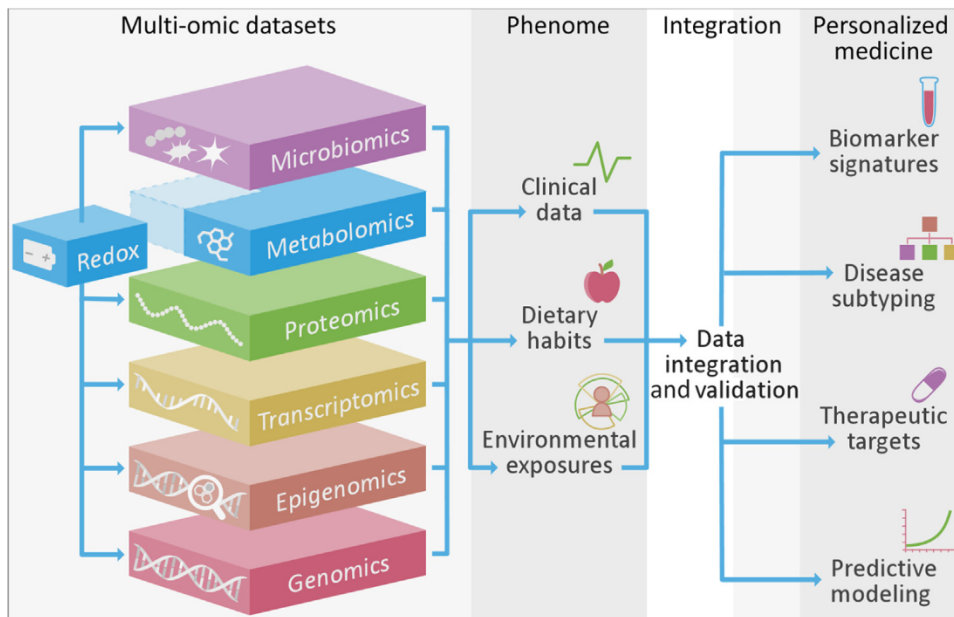 Multi-omic datasets
Phenome
Integration
Personalized
medicine
Microbiomics
Metabolomics
Redox
Proteomics
Transcriptomics
Epigenomics
Genomics
Clinical
data
Dietary
habits
Environmental
exposures
Data
integration
and validation
Biomarker
signatures
Disease
subtyping
Therapeutic
targets
Predictive
modeling